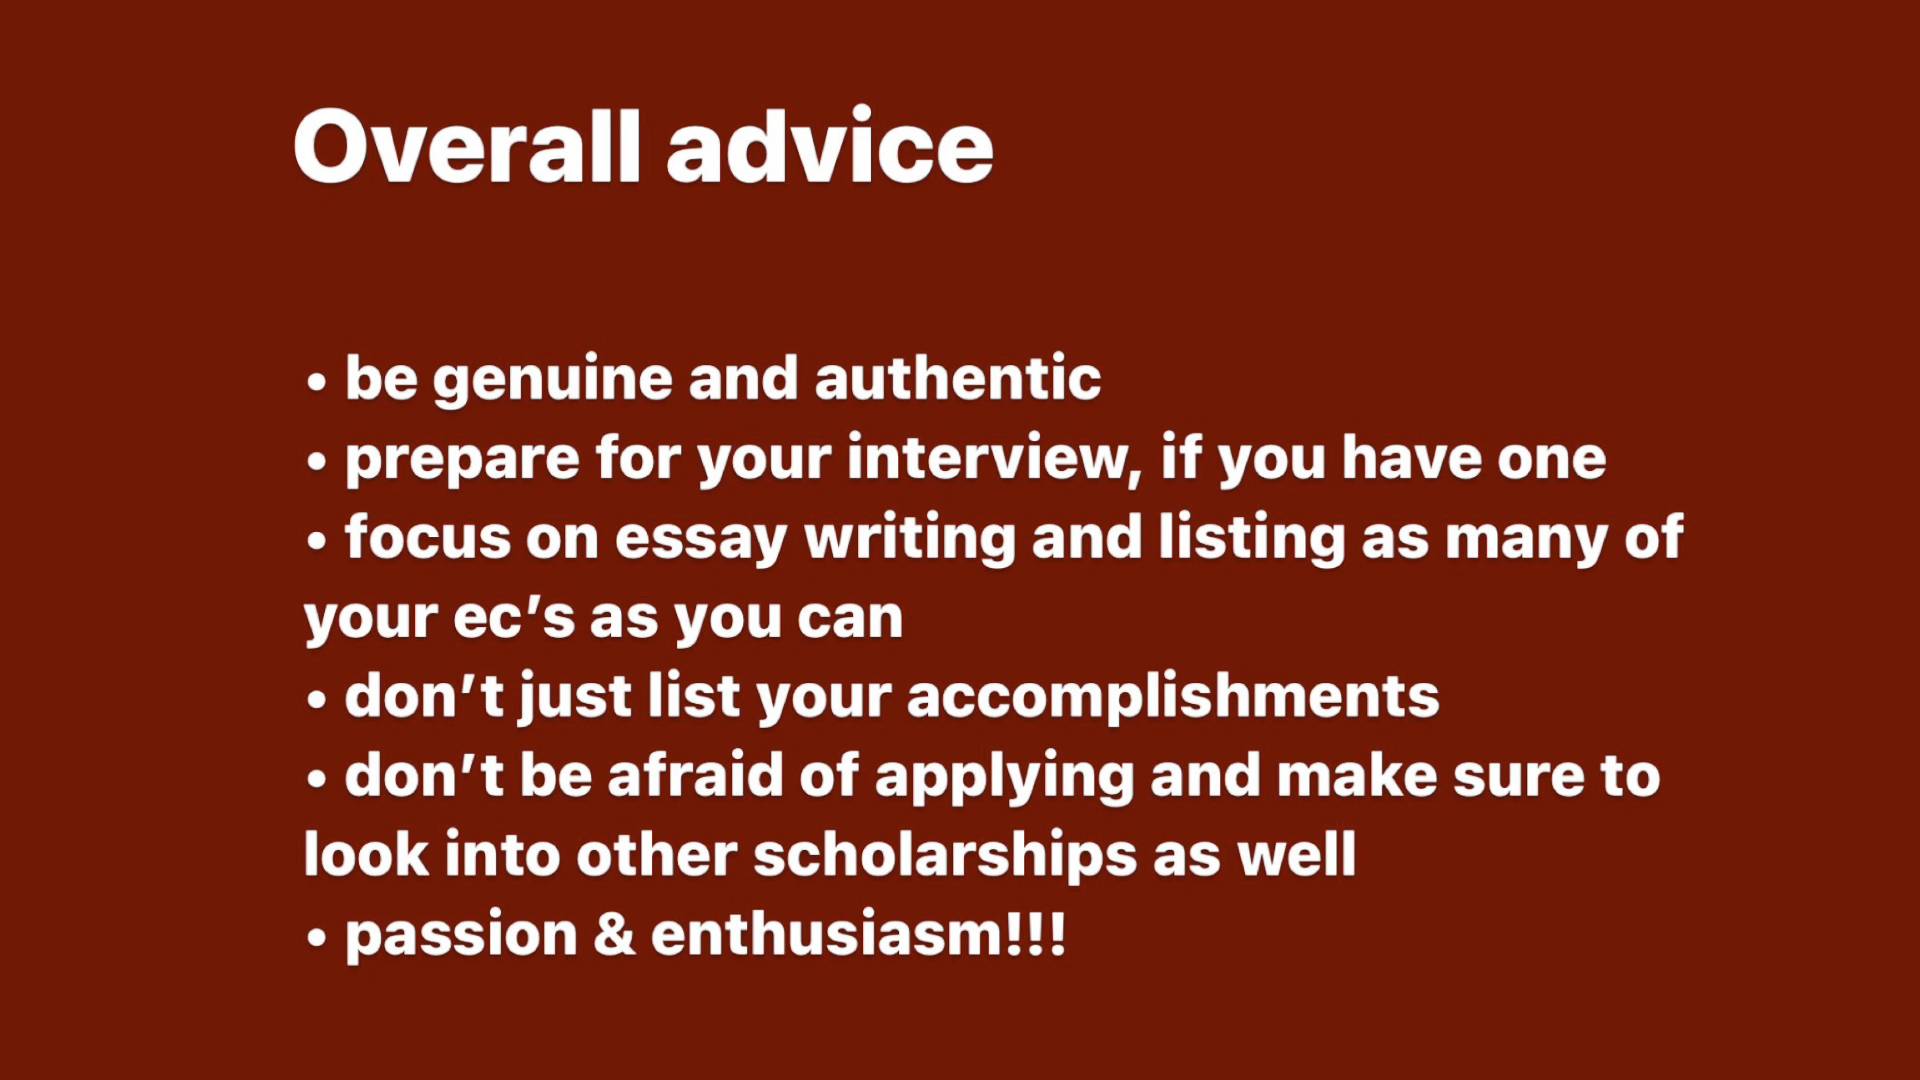 Overall advice
• be genuine and authentic
• prepare for your interview, if you have one
• focus on essay writing and listing as many of
your ec’s as you can
• don’t just list your accomplishments
• don’t be afraid of applying and make sure to
look into other scholarships as well
• passion & enthusiasm!!!